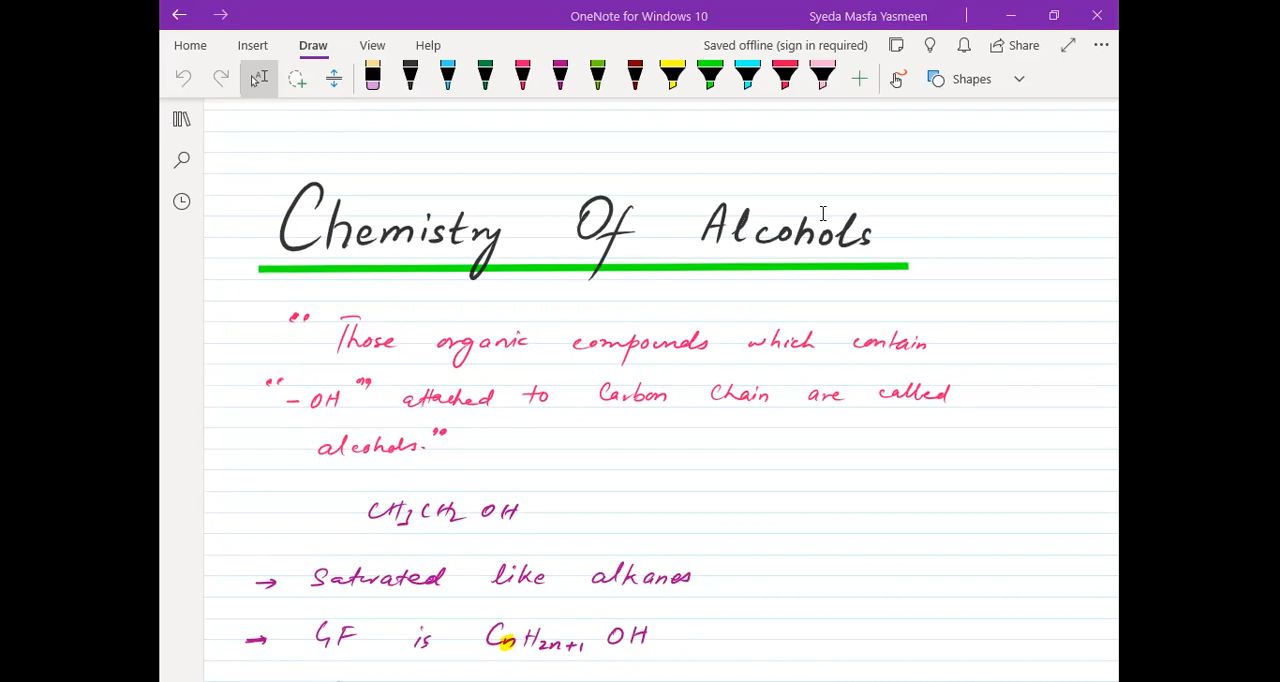 OneNote for Windows 10 Syeda Masfa Yasmeen
Home Insert Draw View Help Saved offline (sign in required) Share
Shapes
Chemistry Of Alcohols
“ Those organic compounds which contain
“-OH” attached to Carbon Chain are called
alcohols.”
CH₃CH₂ OH
→ Saturated like alkanes
→ GF is CnH2n+1 OH